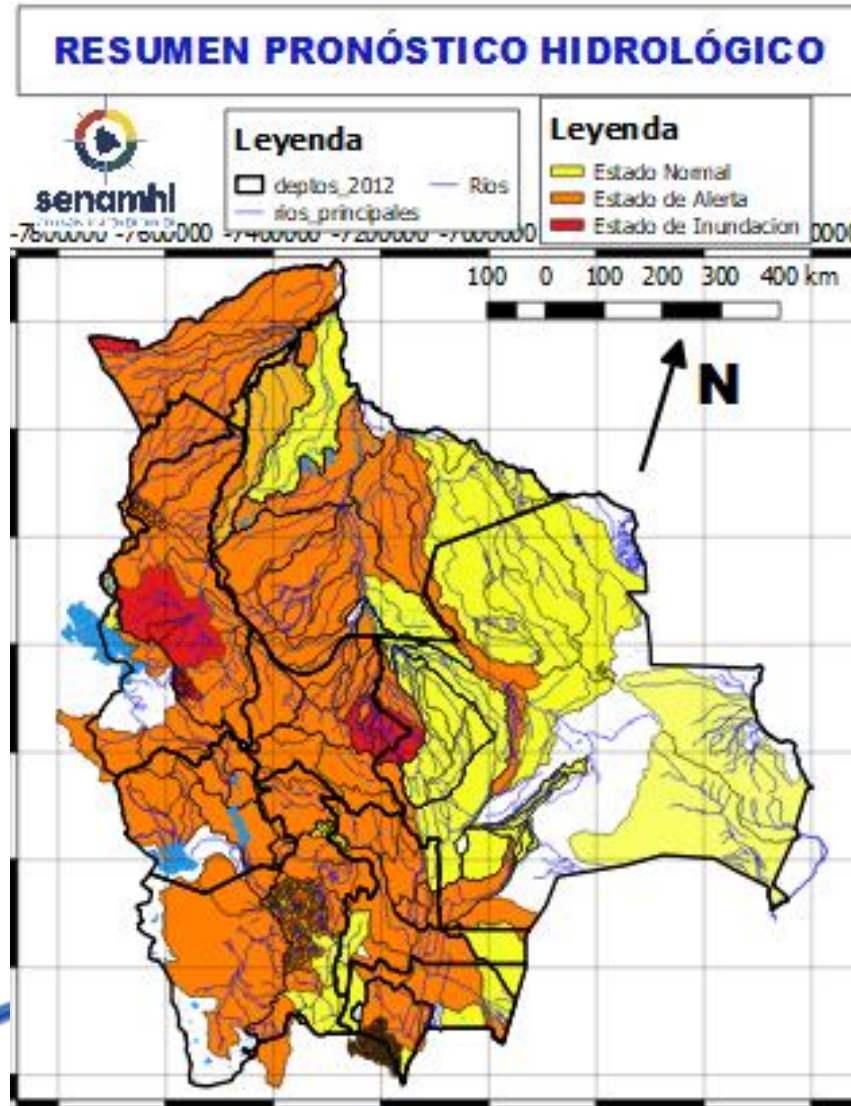 RESUMEN PRONÓSTICO HIDROLÓGICO
senamhi
Leyenda
deptos_2012
Rios
rios_principales
Leyenda
Estado Normal
Estado de Alerta
Estado de Inundacion
-7600000 -7400000 -7200000 -7000000
100 0 100 200 300 400 km
N